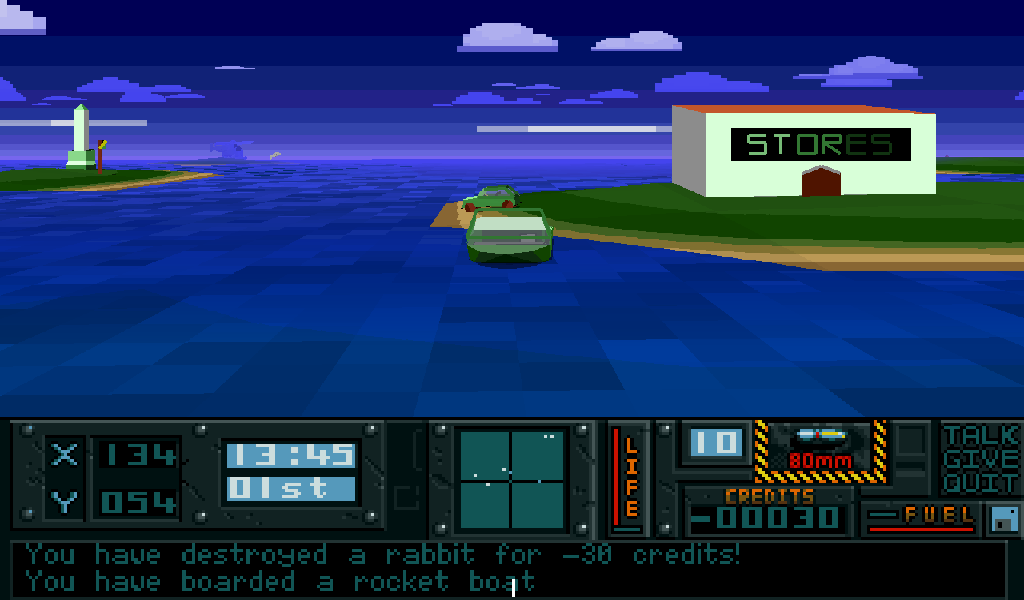 STORES
X 134
Y 054
13:45
01st
LIFE
10
80mm
CREDITS
-00030
FUEL
TALK
GIVE
QUIT
You have destroyed a rabbit for -30 credits!
You have boarded a rocket boat